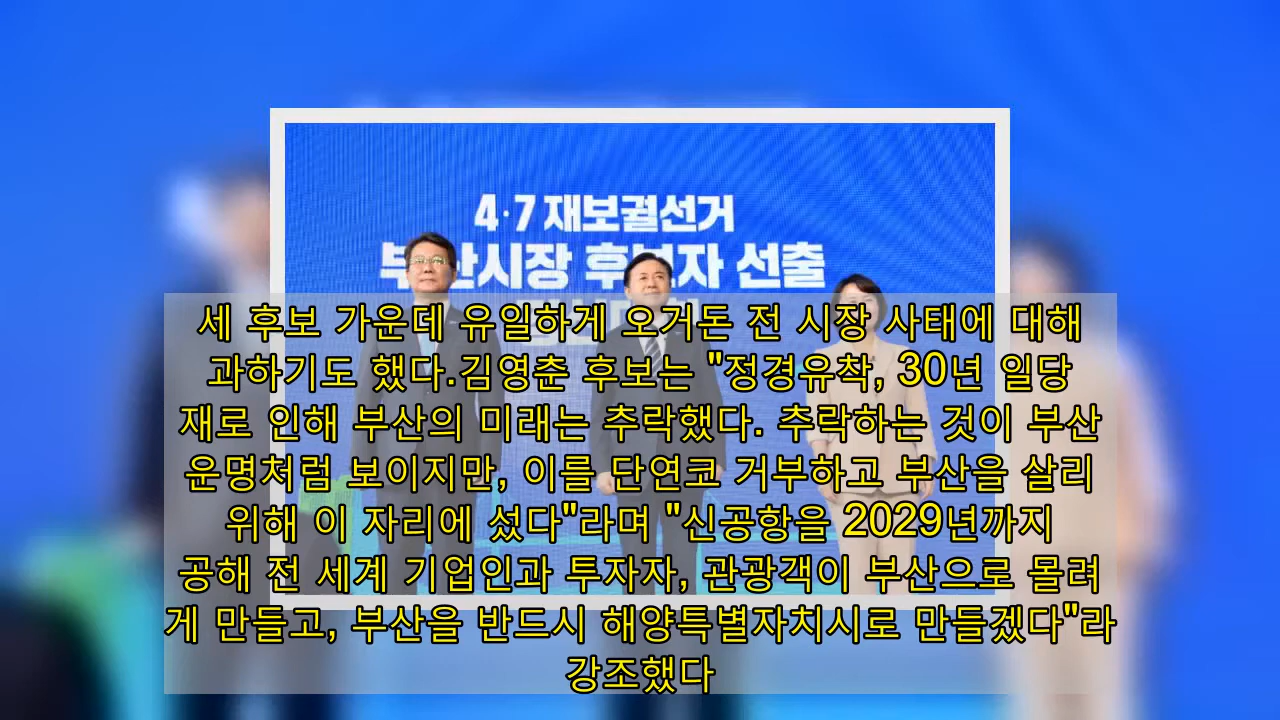 4·7 재보궐선거
후보자 선출
세 후보 가운데 유일하게 오거돈 전 시장 사태에 대해
과하기도 했다.김영춘 후보는 "정경유착, 30년 일당
재로 인해 부산의 미래는 추락했다. 추락하는 것이 부산
운명처럼 보이지만, 이를 단연코 거부하고 부산을 살리
위해 이 자리에 섰다"라며 "신공항을 2029년까지
공해 전 세계 기업인과 투자자, 관광객이 부산으로 몰려
게 만들고, 부산을 반드시 해양특별자치시로 만들겠다"라
강조했다